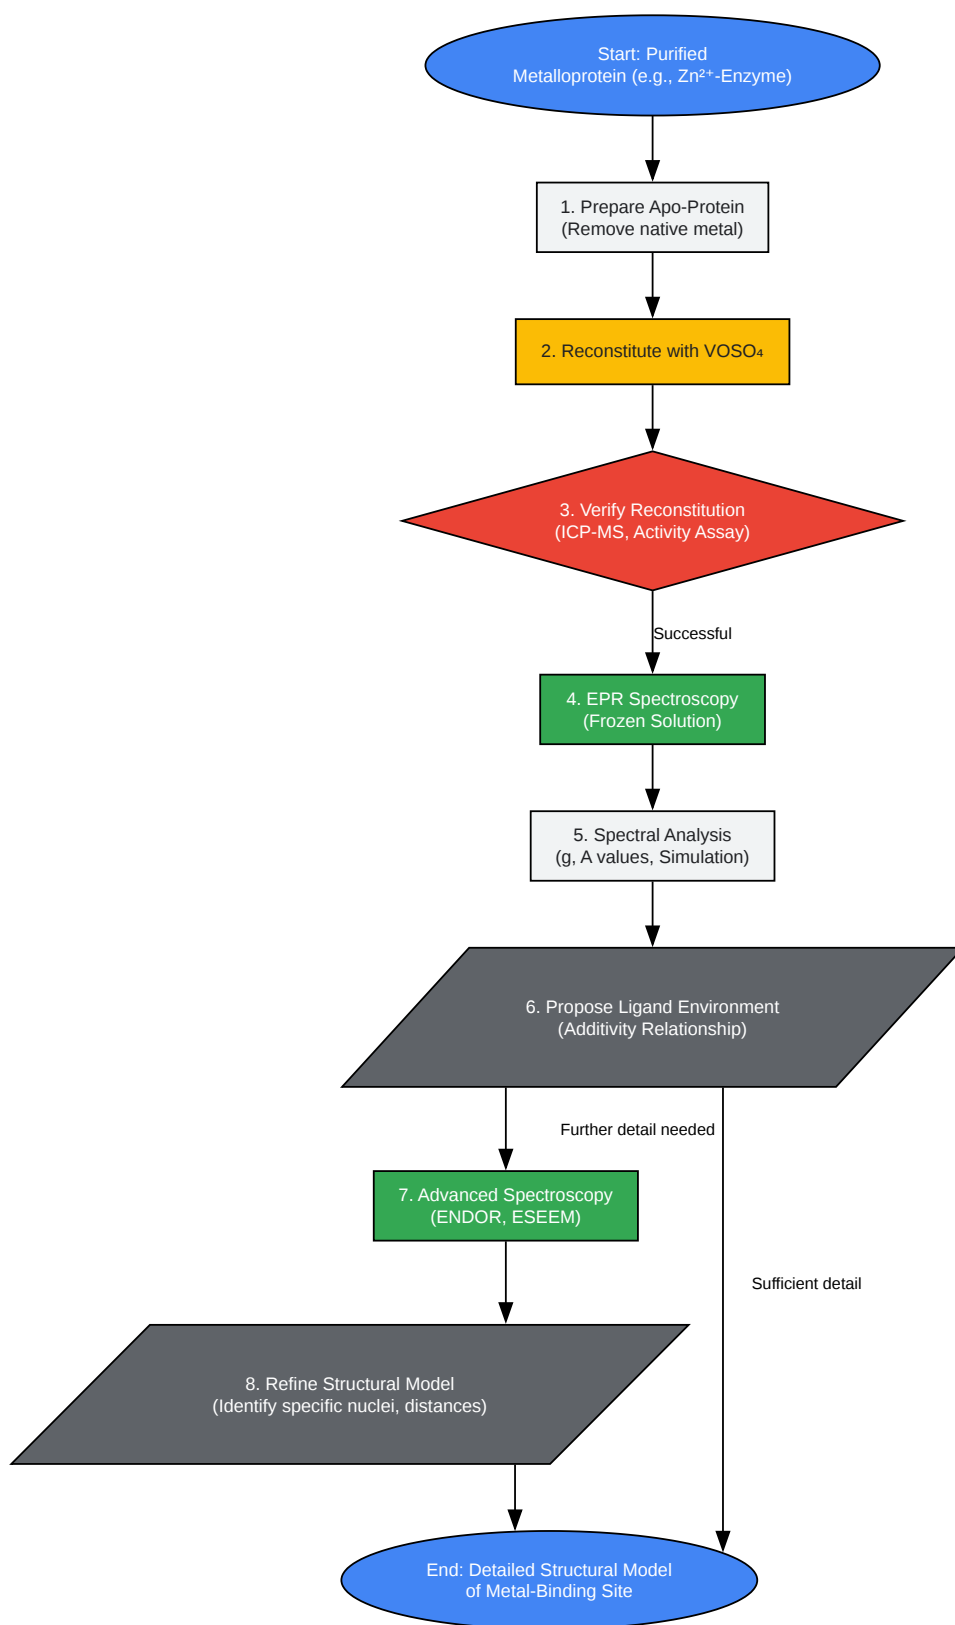 Start: Purified
Metalloprotein (e.g., Zn²⁺-Enzyme)
1. Prepare Apo-Protein
(Remove native metal)
2. Reconstitute with VOSO₄
3. Verify Reconstitution
(ICP-MS, Activity Assay)
Successful
4. EPR Spectroscopy
(Frozen Solution)
5. Spectral Analysis
(g, A values, Simulation)
6. Propose Ligand Environment
(Additivity Relationship)
Further detail needed
7. Advanced Spectroscopy
(ENDOR, ESEEM)
Sufficient detail
8. Refine Structural Model
(Identify specific nuclei, distances)
End: Detailed Structural Model
of Metal-Binding Site